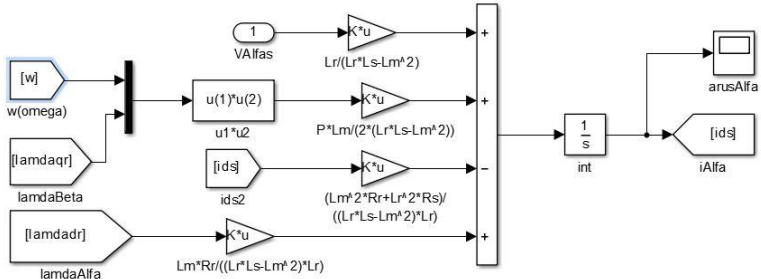 1
VAlfas
K*u
Lr/(Lr*Ls-Lm^2)
+
[w]
w(omega)
u(1)*u(2)
u1*u2
K*u
P*Lm/(2*(Lr*Ls-Lm^2))
+
[lamdaqr]
lamdaBeta
[ids]
ids2
K*u
(Lm^2*Rr+Lr^2*Rs)/
((Lr*Ls-Lm^2)*Lr)
-
[lamdadr]
lamdaAlfa
K*u
Lm*Rr/((Lr*Ls-Lm^2)*Lr)
+
1
s
int
arusAlfa
[ids]
iAlfa